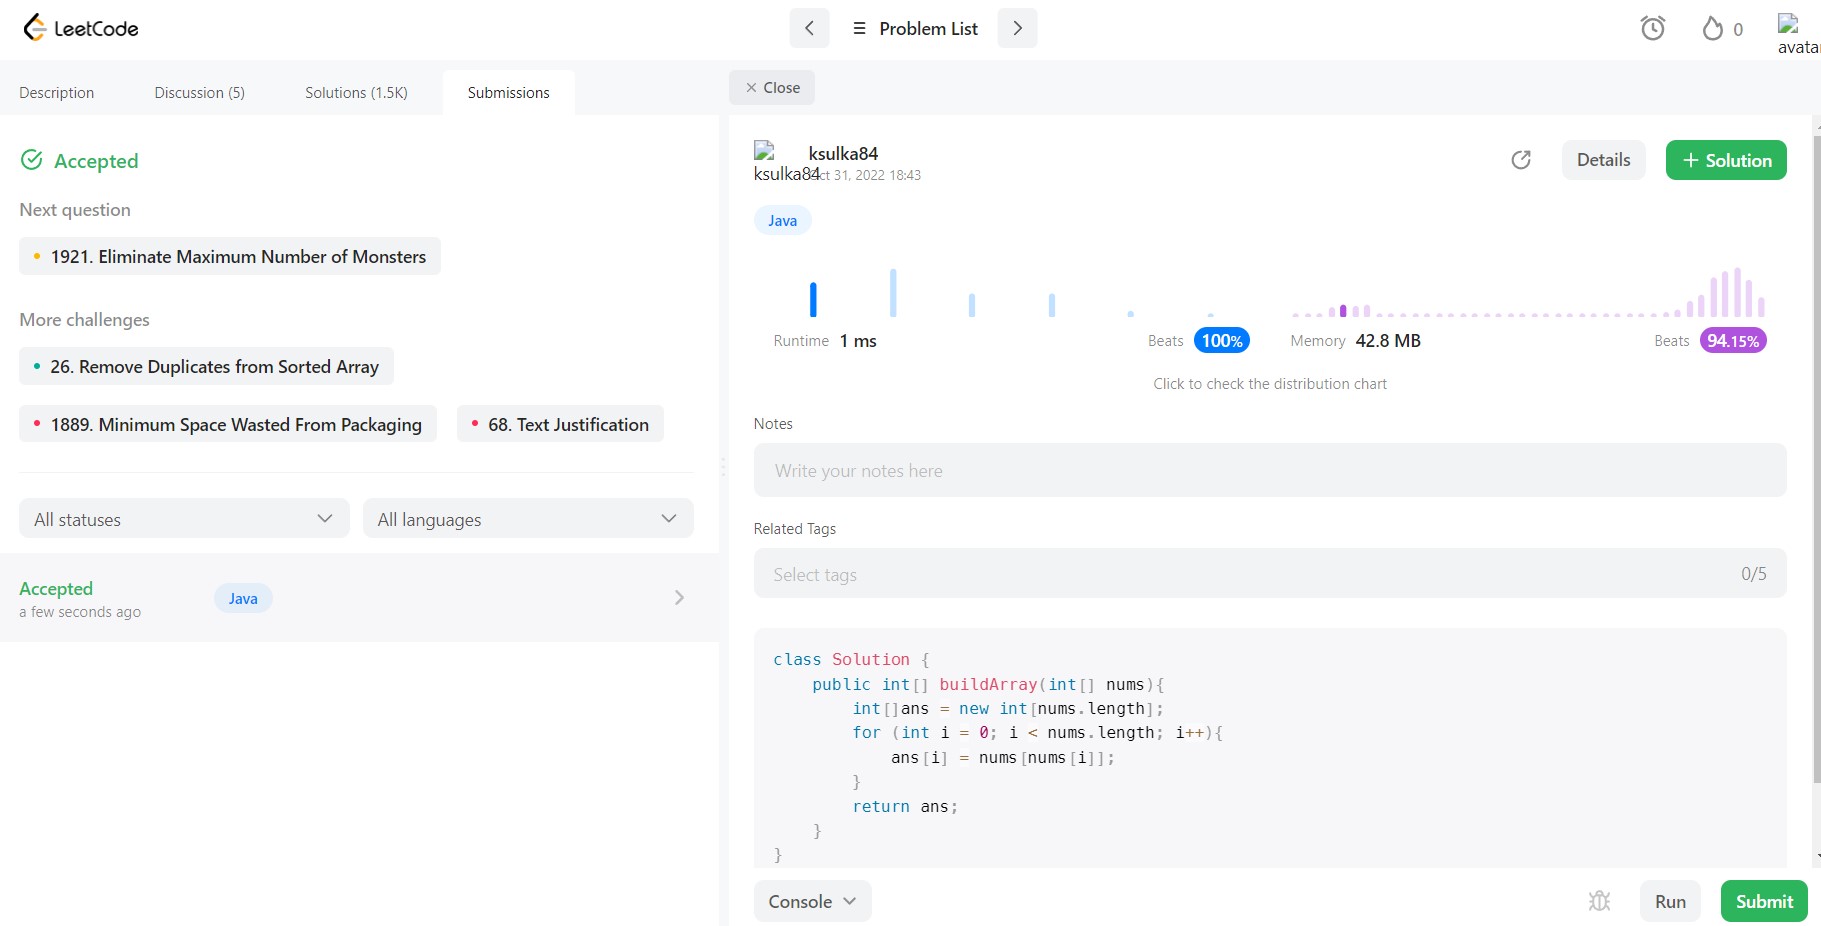 LeetCode
Problem List
0
avata
Description
Discussion (5)
Solutions (1.5K)
Submissions
Close
Accepted
Next question
1921. Eliminate Maximum Number of Monsters
More challenges
26. Remove Duplicates from Sorted Array
1889. Minimum Space Wasted From Packaging
68. Text Justification
All statuses
All languages
Accepted
a few seconds ago
Java
ksulka84
ksulka84
31, 2022 18:43
Details
+ Solution
Java
Runtime 1 ms
Beats 100%
Memory 42.8 MB
Beats 94.15%
Click to check the distribution chart
Notes
Write your notes here
Related Tags
Select tags
0/5
class Solution {
    public int[] buildArray(int[] nums){
        int[]ans = new int[nums.length];
        for (int i = 0; i < nums.length; i++){
            ans[i] = nums[nums[i]];
        }
        return ans;
    }
}
Console
Run
Submit